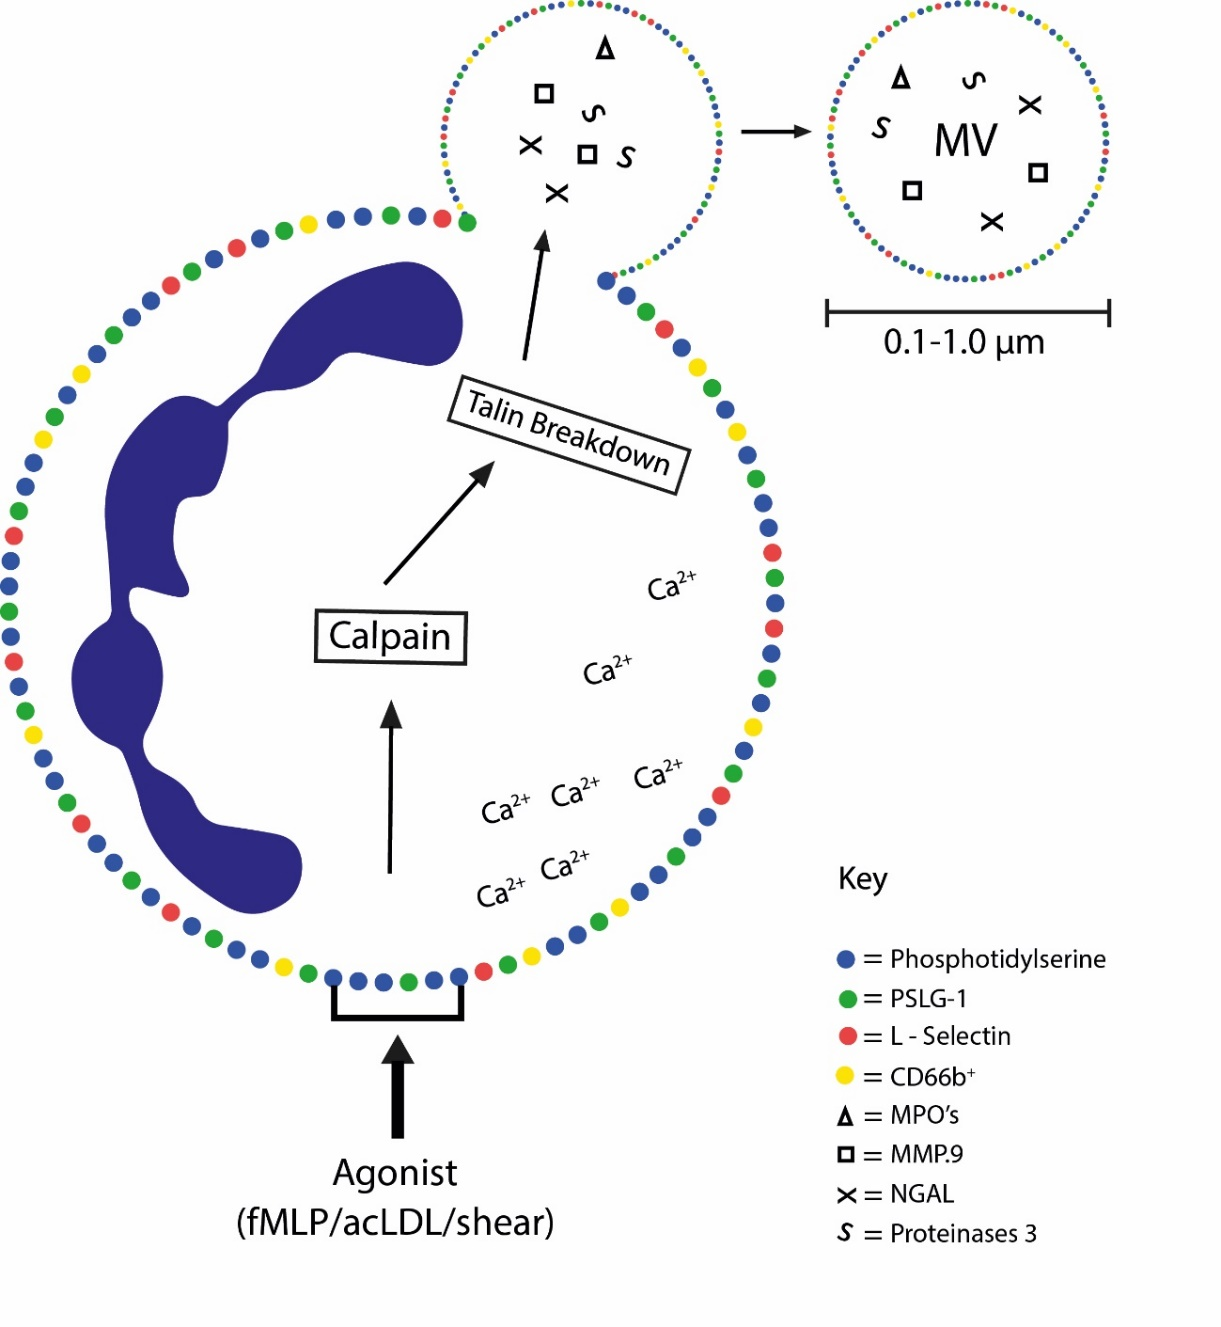 MV
0.1-1.0 µm
Talin Breakdown
Calpain
Ca²⁺
Ca²⁺
Ca²⁺
Ca²⁺
Ca²⁺
Ca²⁺
Ca²⁺
Agonist
(fMLP/acLDL/shear)
Key
= Phosphotidylserine
= PSLG-1
= L - Selectin
= CD66b⁺
= MPO's
= MMP.9
= NGAL
= Proteinases 3